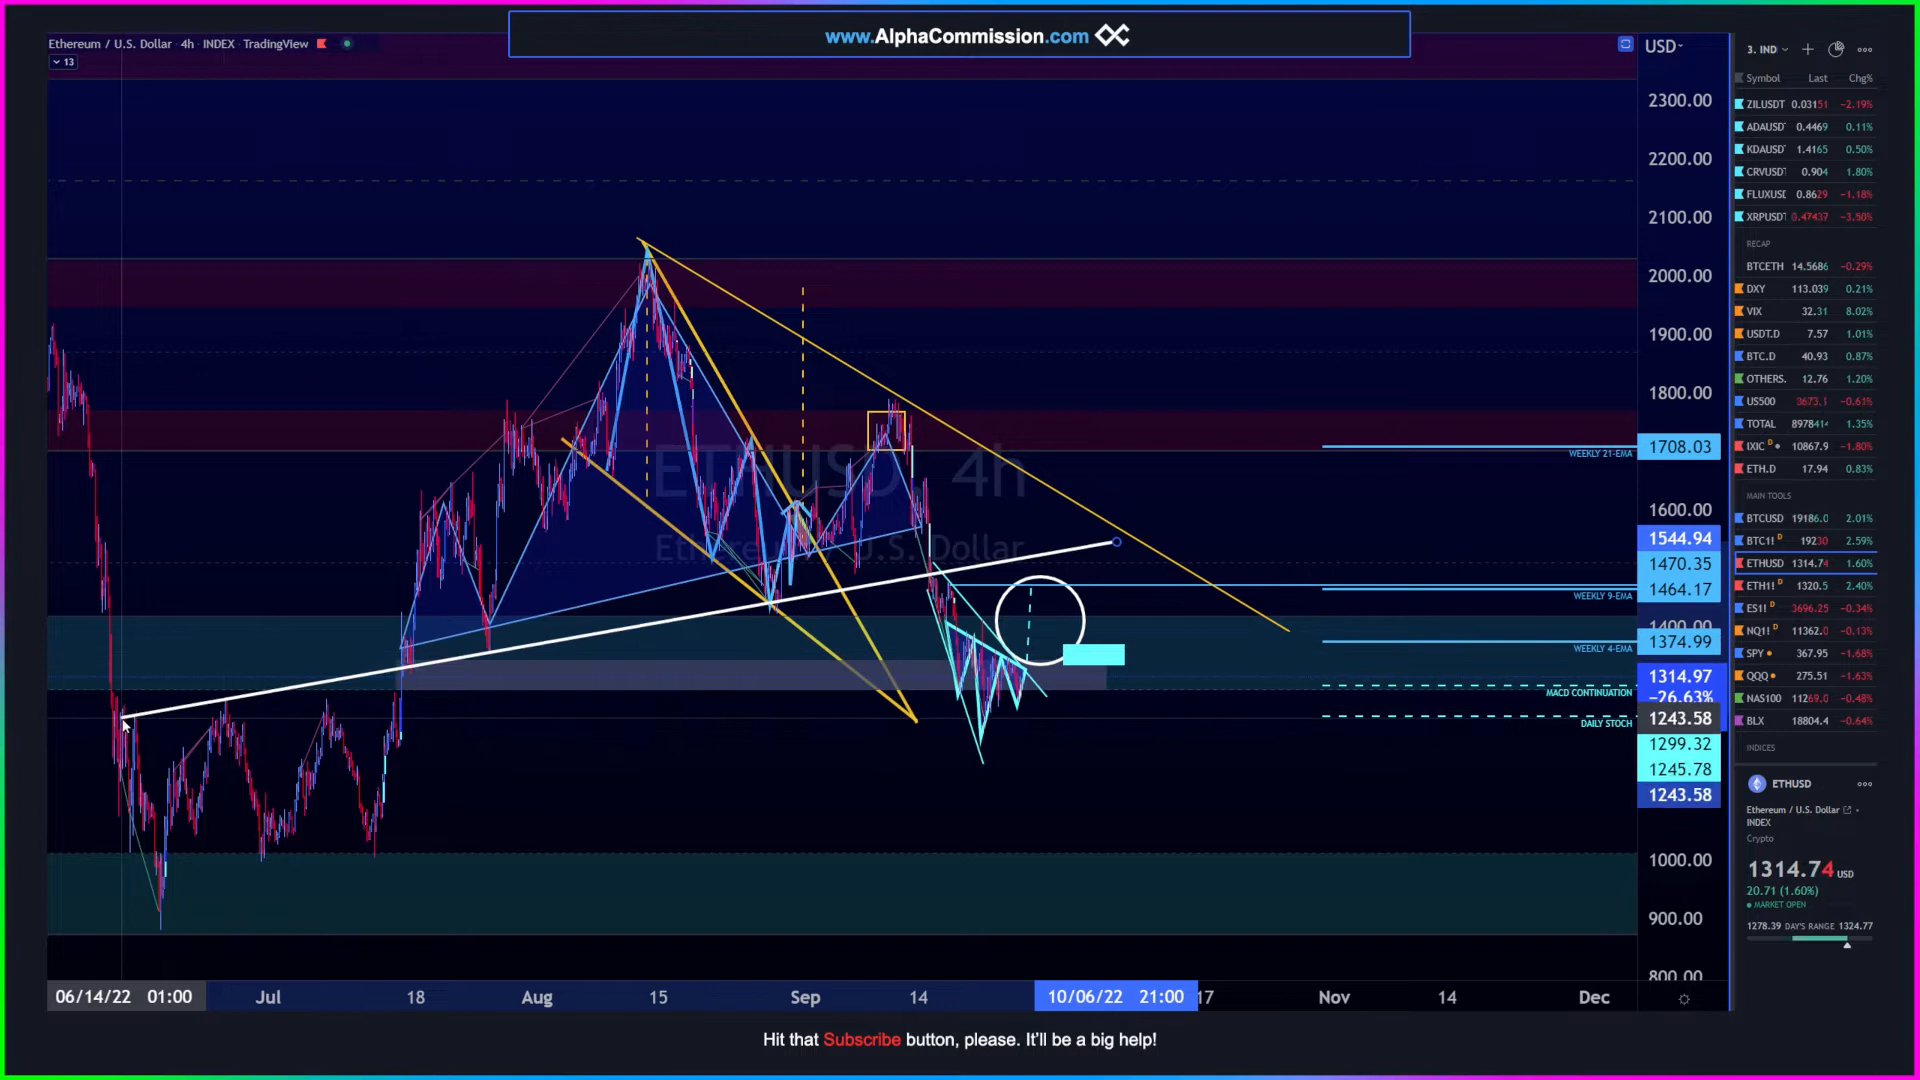 www.AlphaCommission.com
Ethereum / U.S. Dollar · 4h · INDEX · TradingView
13
USD
2300.00
2200.00
2100.00
2000.00
1900.00
1800.00
1708.03
WEEKLY 21-EMA
1600.00
1544.94
1470.35
1464.17
WEEKLY 9-EMA
1400.00
1374.99
WEEKLY 4-EMA
1314.97
−26.63%
MACD CONTINUATION
1243.58
DAILY STOCH
1299.32
1245.78
1243.58
1000.00
900.00
800.00
ETHUSD, 4h
Ethereum / U.S. Dollar
06/14/22 01:00
Jul
18
Aug
15
Sep
14
10/06/22 21:00
17
Nov
14
Dec
3. IND
Symbol Last Chg%
ZILUSDT 0.03151 −2.19%
ADAUSDT 0.4469 0.11%
KDAUSDT 1.4165 0.50%
CRVUSDT 0.904 1.80%
FLUXUSD 0.8629 −1.18%
XRPUSDT 0.47437 −3.50%
RECAP
BTCETH 14.5686 −0.29%
DXY 113.039 0.21%
VIX 32.31 8.02%
USDT.D 7.57 1.01%
BTC.D 40.93 0.87%
OTHERS. 12.76 1.20%
US500 3673.1 −0.61%
TOTAL 8978414 1.35%
IXIC D 10867.9 −1.80%
ETH.D 17.94 0.83%
MAIN TOOLS
BTCUSD 19186.0 2.01%
BTC1! D 19230 2.59%
ETHUSD 1314.74 1.60%
ETH1! D 1320.5 2.40%
ES1! D 3696.25 −0.34%
NQ1! D 11362.0 −0.13%
SPY 367.95 −1.68%
QQQ 275.51 −1.63%
NAS100 11269.0 −0.48%
BLX 18804.4 −0.64%
INDICES
ETHUSD
Ethereum / U.S. Dollar
INDEX
Crypto
1314.74 USD
20.71 (1.60%)
MARKET OPEN
1278.39 DAY'S RANGE 1324.77
Hit that Subscribe button, please. It'll be a big help!